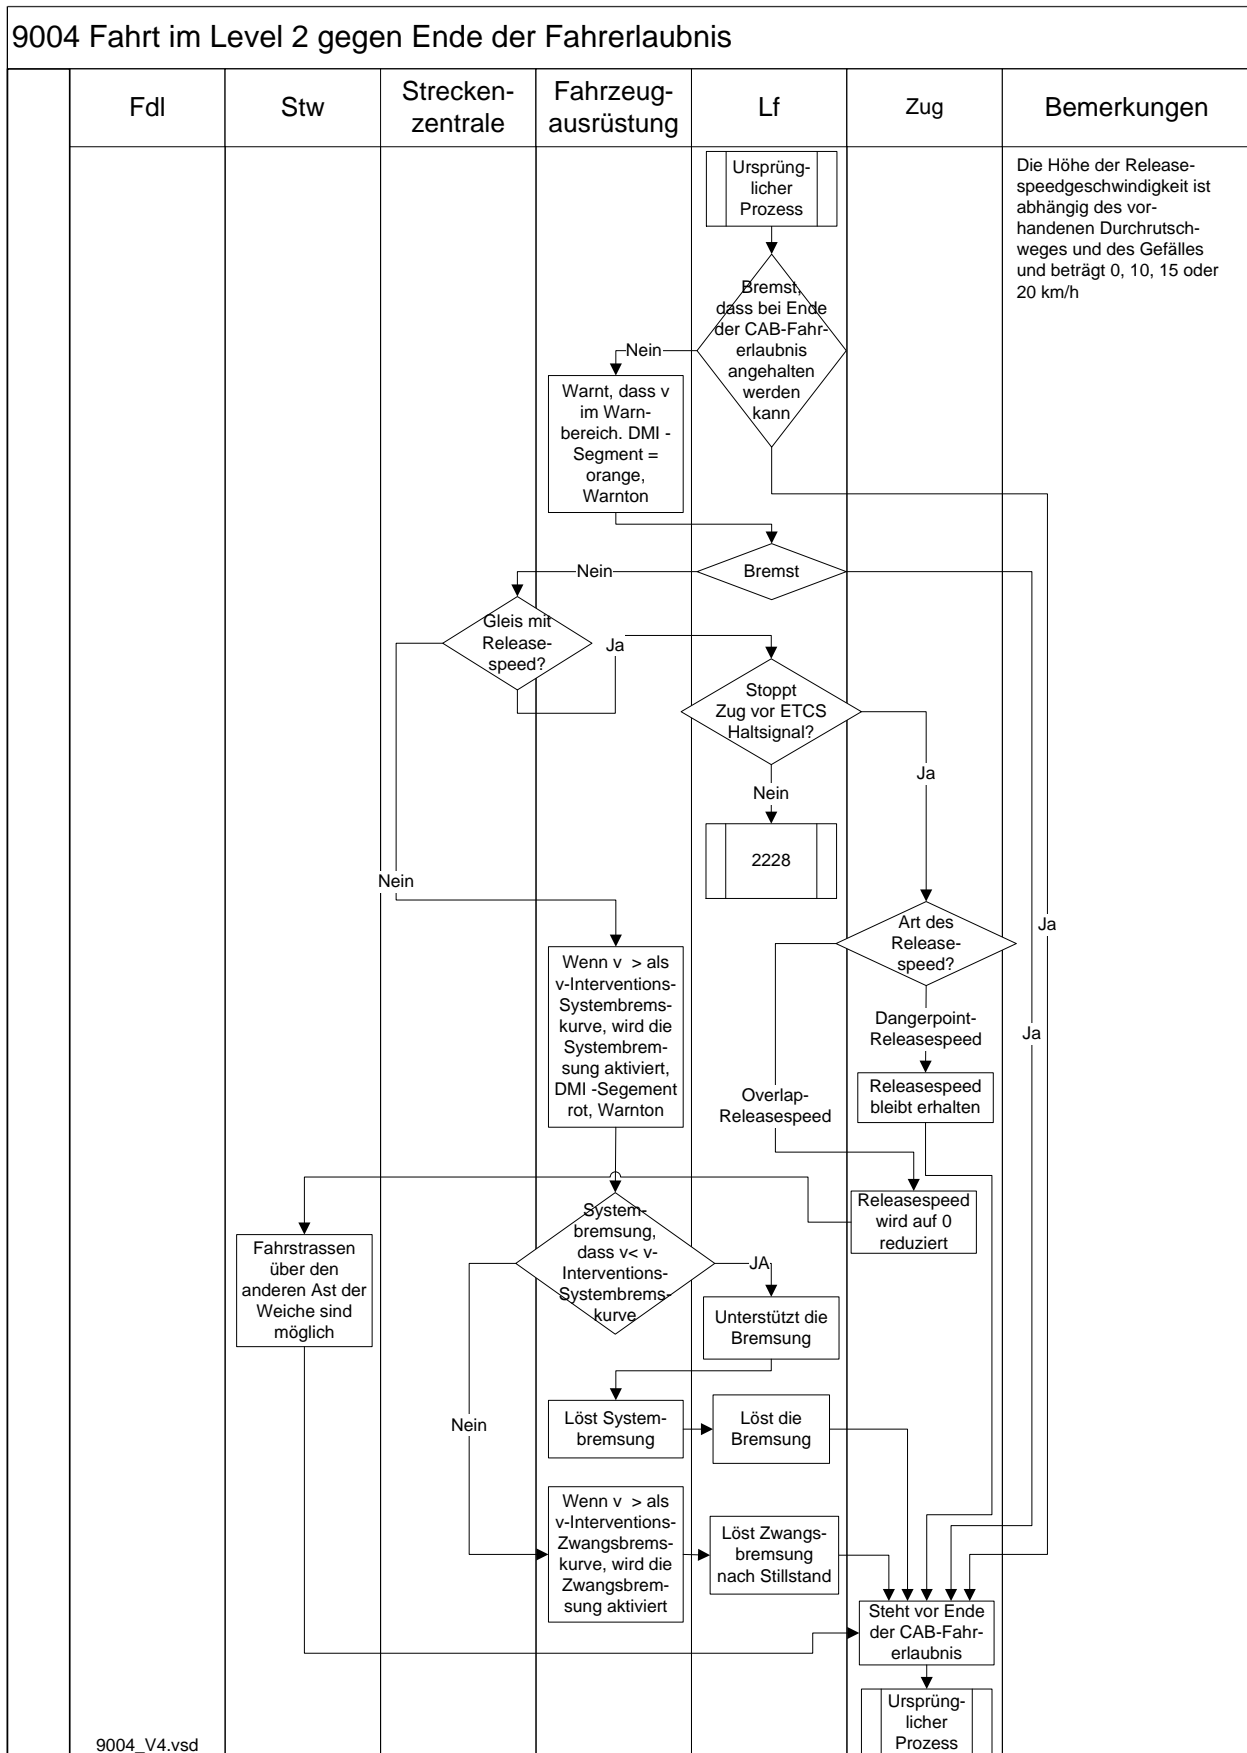 9004 Fahrt im Level 2 gegen Ende der Fahrerlaubnis
Fdl
Stw
Strecken-
zentrale
Fahrzeug-
ausrüstung
Lf
Zug
Bemerkungen
Ursprüng-
licher
Prozess
Die Höhe der Release-
speedgeschwindigkeit ist
abhängig des vor-
handenen Durchrutsch-
weges und des Gefälles
und beträgt 0, 10, 15 oder
20 km/h
Bremst,
dass bei Ende
der CAB-Fahr-
erlaubnis
angehalten
werden
kann
Nein
Warnt, dass v
im Warn-
bereich. DMI -
Segment =
orange,
Warnton
Bremst
Nein
Gleis mit
Release-
speed?
Ja
Stoppt
Zug vor ETCS
Haltsignal?
Ja
Nein
2228
Nein
Art des
Release-
speed?
Ja
Wenn v > als
v-Interventions-
Systembrems-
kurve, wird die
Systembrem-
sung aktiviert,
DMI -Segement
rot, Warnton
Dangerpoint-
Releasespeed
Ja
Releasespeed
bleibt erhalten
Overlap-
Releasespeed
Releasespeed
wird auf 0
reduziert
System-
bremsung,
dass v< v-
Interventions-
Systembrems-
kurve
JA
Fahrstrassen
über den
anderen Ast der
Weiche sind
möglich
Unterstützt die
Bremsung
Nein
Löst System-
bremsung
Löst die
Bremsung
Wenn v > als
v-Interventions-
Zwangsbrems-
kurve, wird die
Zwangsbrem-
sung aktiviert
Löst Zwangs-
bremsung
nach Stillstand
Steht vor Ende
der CAB-Fahr-
erlaubnis
Ursprüng-
licher
Prozess
9004_V4.vsd